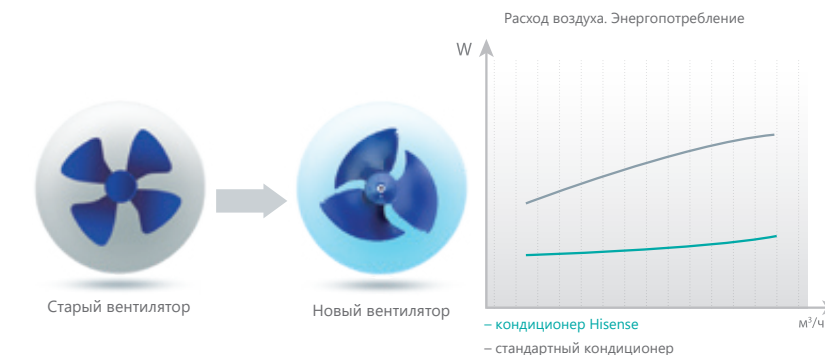 Расход воздуха. Энергопотребление
W
Старый вентилятор
Новый вентилятор
– кондиционер Hisense
м³/ч
– стандартный кондиционер